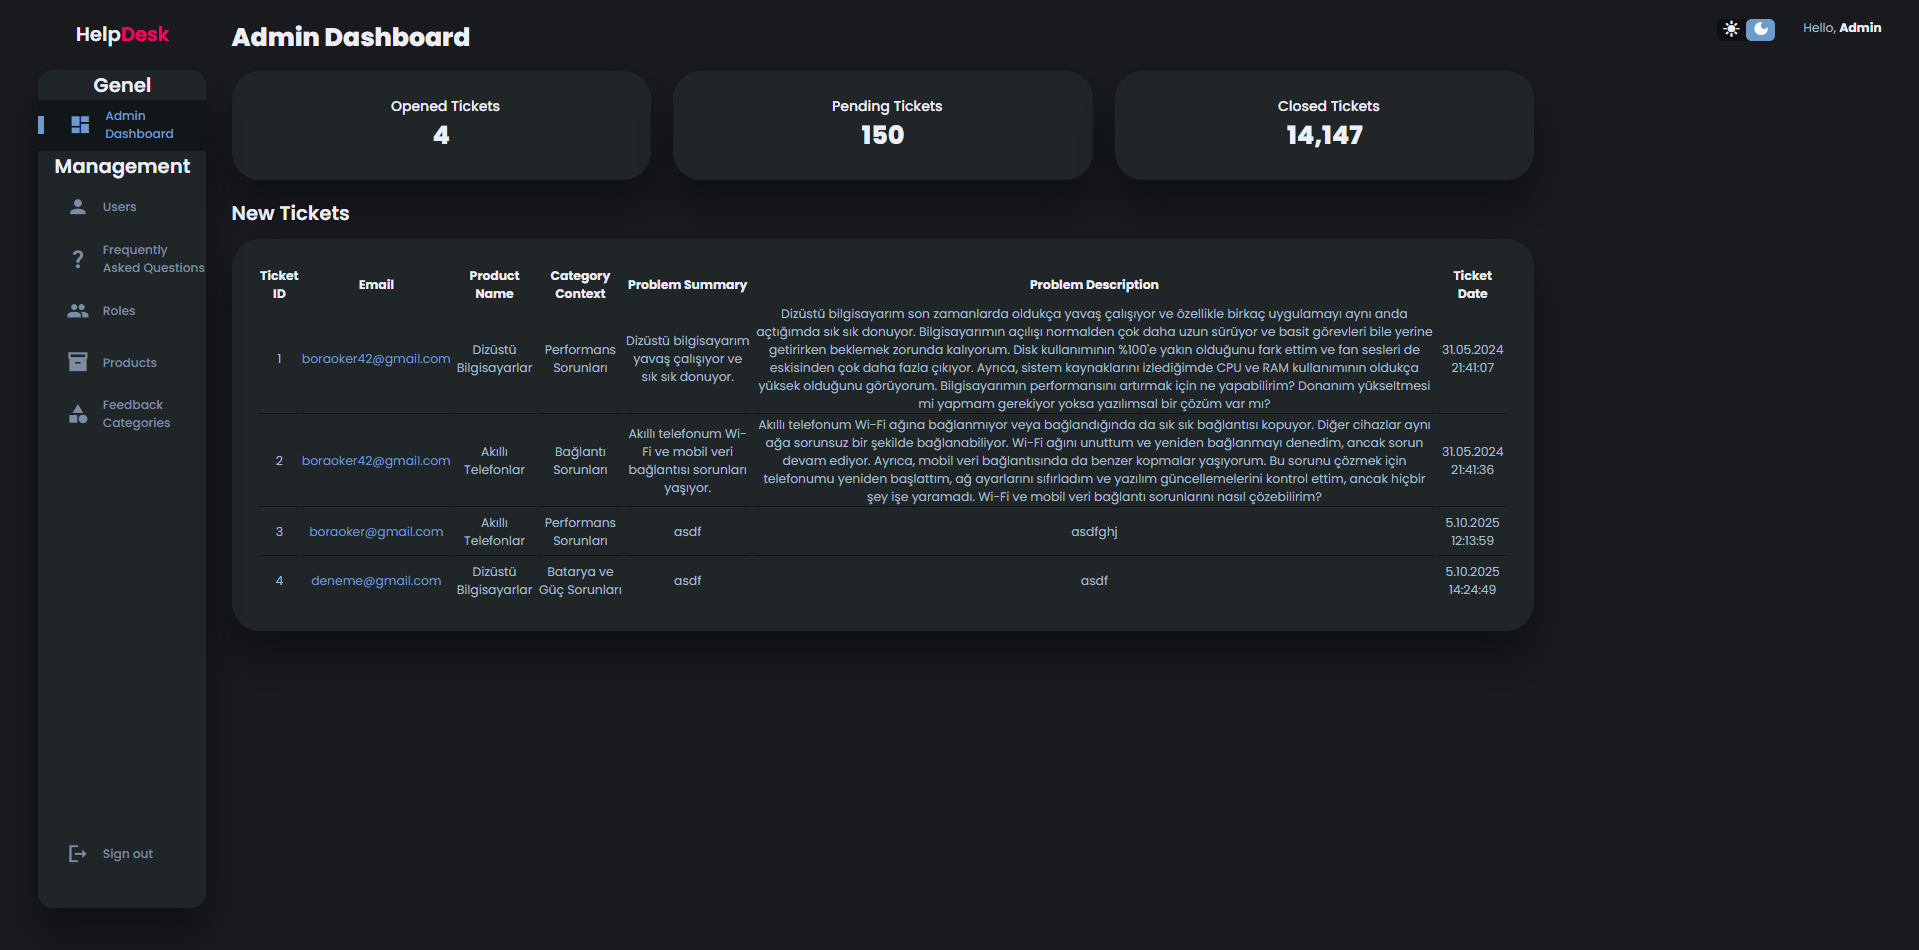 HelpDesk
Genel
Admin
Dashboard
Management
Users
Frequently
Asked Questions
Roles
Products
Feedback
Categories
Sign out
Admin Dashboard
Hello, Admin
Opened Tickets
4
Pending Tickets
150
Closed Tickets
14,147
New Tickets
Ticket
ID
Email
Product
Name
Category
Context
Problem Summary
Problem Description
Ticket
Date
1
boraoker42@gmail.com
Dizüstü
Bilgisayarlar
Performans
Sorunları
Dizüstü bilgisayarım
yavaş çalışıyor ve
sık sık donuyor.
Dizüstü bilgisayarım son zamanlarda oldukça yavaş çalışıyor ve özellikle birkaç uygulamayı aynı anda
açtığımda sık sık donuyor. Bilgisayarımın açılışı normalden çok daha uzun sürüyor ve basit görevleri bile yerine
getirirken beklemek zorunda kalıyorum. Disk kullanımının %100'e yakın olduğunu fark ettim ve fan sesleri de
eskisinden çok daha fazla çıkıyor. Ayrıca, sistem kaynaklarını izlediğimde CPU ve RAM kullanımının oldukça
yüksek olduğunu görüyorum. Bilgisayarımın performansını artırmak için ne yapabilirim? Donanım yükseltmesi
mi yapmam gerekiyor yoksa yazılımsal bir çözüm var mı?
31.05.2024
21:41:07
2
boraoker42@gmail.com
Akıllı
Telefonlar
Bağlantı
Sorunları
Akıllı telefonum Wi-
Fi ve mobil veri
bağlantısı sorunları
yaşıyor.
Akıllı telefonum Wi-Fi ağına bağlanmıyor veya bağlandığında da sık sık bağlantısı kopuyor. Diğer cihazlar aynı
ağa sorunsuz bir şekilde bağlanabiliyor. Wi-Fi ağını unuttum ve yeniden bağlanmayı denedim, ancak sorun
devam ediyor. Ayrıca, mobil veri bağlantısında da benzer kopmalar yaşıyorum. Bu sorunu çözmek için
telefonumu yeniden başlattım, ağ ayarlarını sıfırladım ve yazılım güncellemelerini kontrol ettim, ancak hiçbir
şey işe yaramadı. Wi-Fi ve mobil veri bağlantı sorunlarını nasıl çözebilirim?
31.05.2024
21:41:36
3
boraoker@gmail.com
Akıllı
Telefonlar
Performans
Sorunları
asdf
asdfghj
5.10.2025
12:13:59
4
deneme@gmail.com
Dizüstü
Bilgisayarlar
Batarya ve
Güç Sorunları
asdf
asdf
5.10.2025
14:24:49